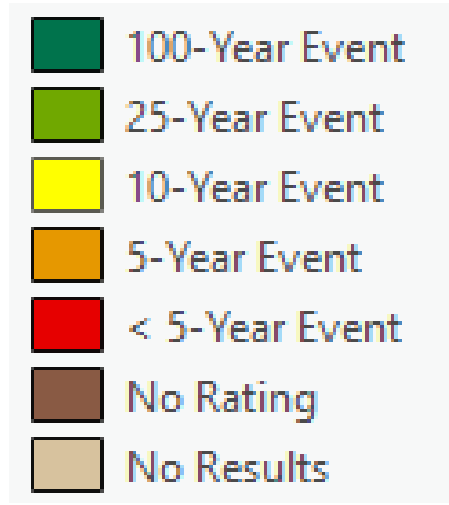 100-Year Event
25-Year Event
10-Year Event
5-Year Event
< 5-Year Event
No Rating
No Results